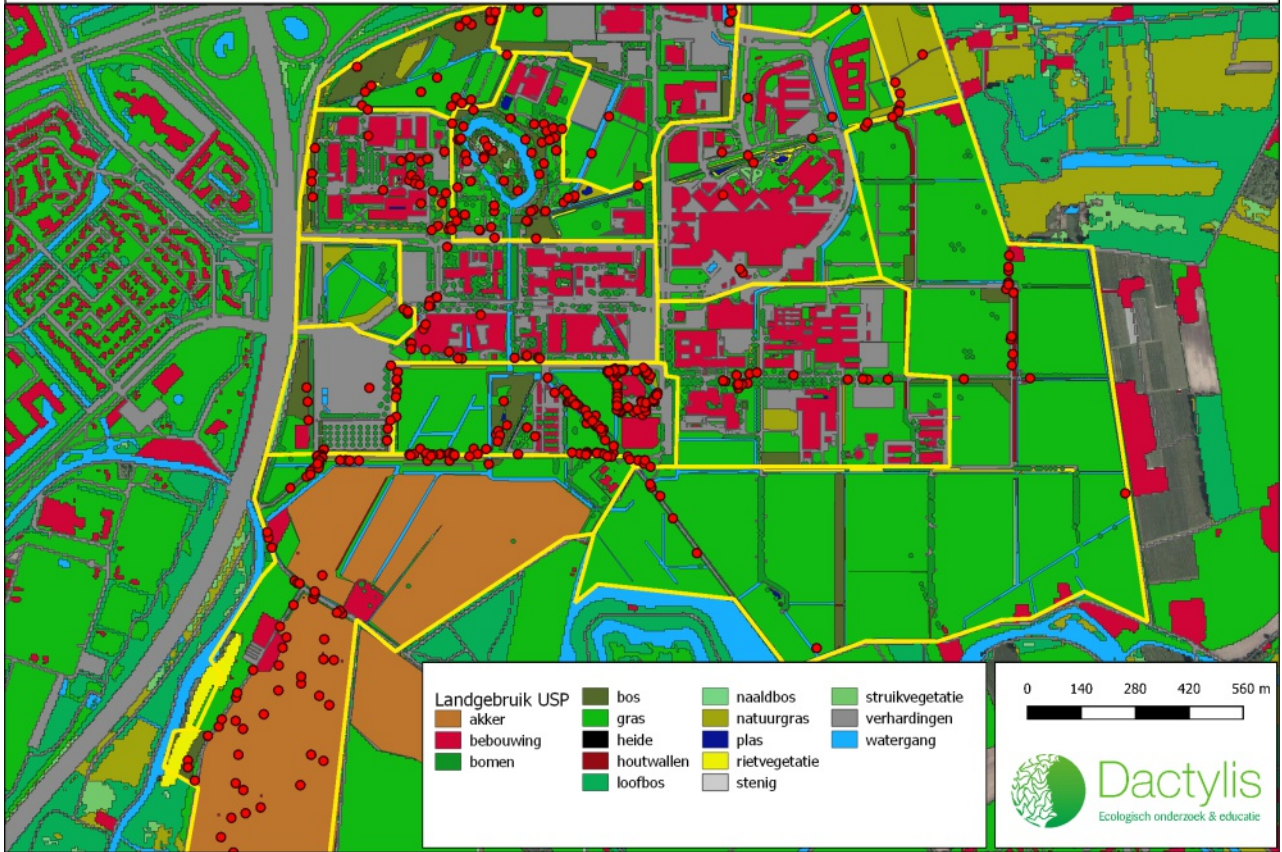 SP
Landgebruik USP
akker
bebouwing
bomen
bos
gras
heide
houtwallen
loofbos
naaldbos
natuurgras
plas
rietvegetatie
stenig
struikvegetatie
verhardingen
watergang
0 140 280 420 560 m
Dactylis
Ecologisch onderzoek & educatie